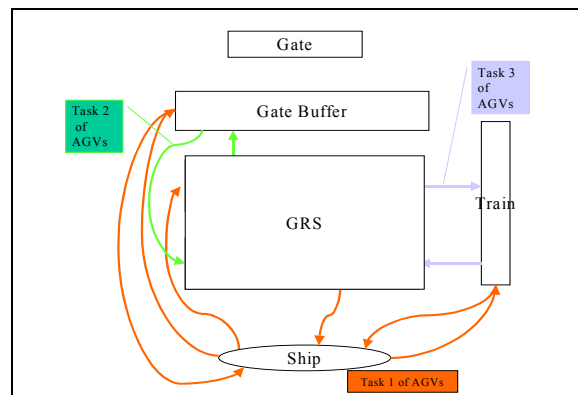 Gate
Task 3
of
AGVs
Task 2
of
AGVs
Gate Buffer
Train
GRS
Ship
Task 1 of AGVs